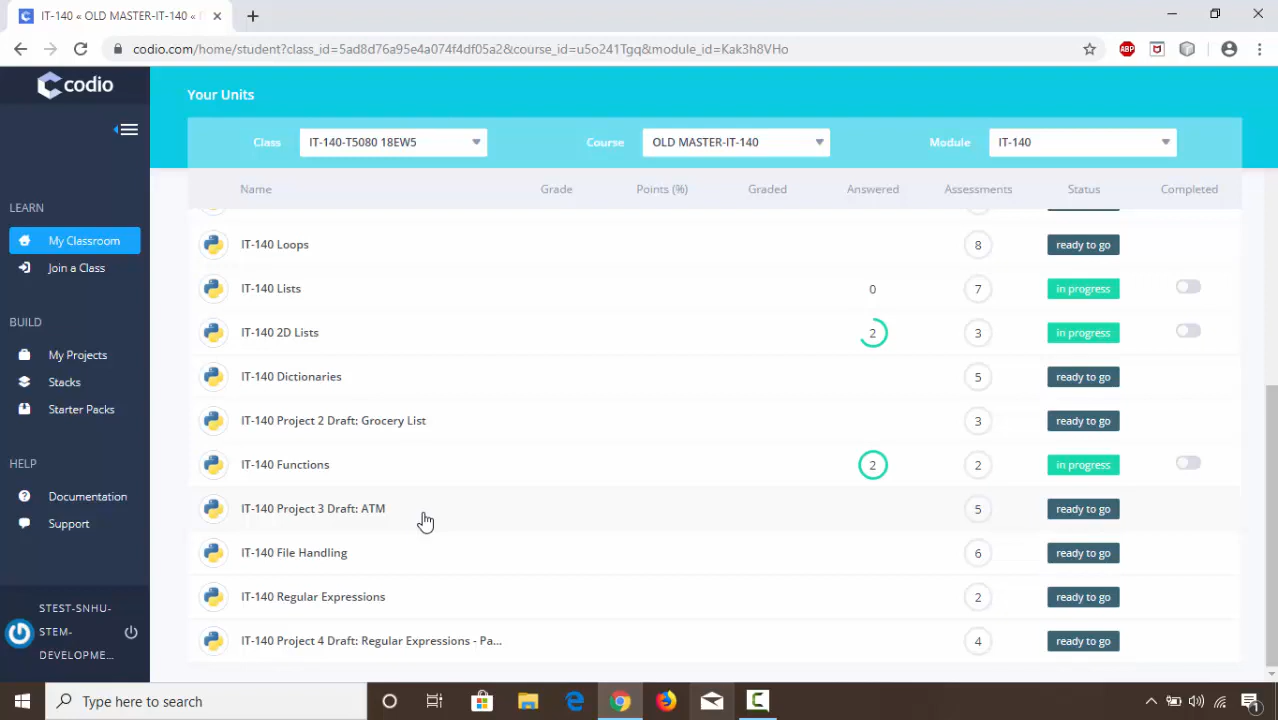 IT-140 « OLD MASTER-IT-140 « I
codio.com/home/student?class_id=5ad8d76a95e4a074f4df05a2&course_id=u5o241Tgq&module_id=Kak3h8VHo
ABP
codio
Your Units
Class IT-140-T5080 18EW5 Course OLD MASTER-IT-140 Module IT-140
Name Grade Points (%) Graded Answered Assessments Status Completed
LEARN
My Classroom
Join a Class
BUILD
My Projects
Stacks
Starter Packs
HELP
Documentation
Support
STEST-SNHU-
STEM-
DEVELOPME...
IT-140 Loops 8 ready to go
IT-140 Lists 0 7 in progress
IT-140 2D Lists 2 3 in progress
IT-140 Dictionaries 5 ready to go
IT-140 Project 2 Draft: Grocery List 3 ready to go
IT-140 Functions 2 2 in progress
IT-140 Project 3 Draft: ATM 5 ready to go
IT-140 File Handling 6 ready to go
IT-140 Regular Expressions 2 ready to go
IT-140 Project 4 Draft: Regular Expressions - Pa... 4 ready to go
Type here to search
1